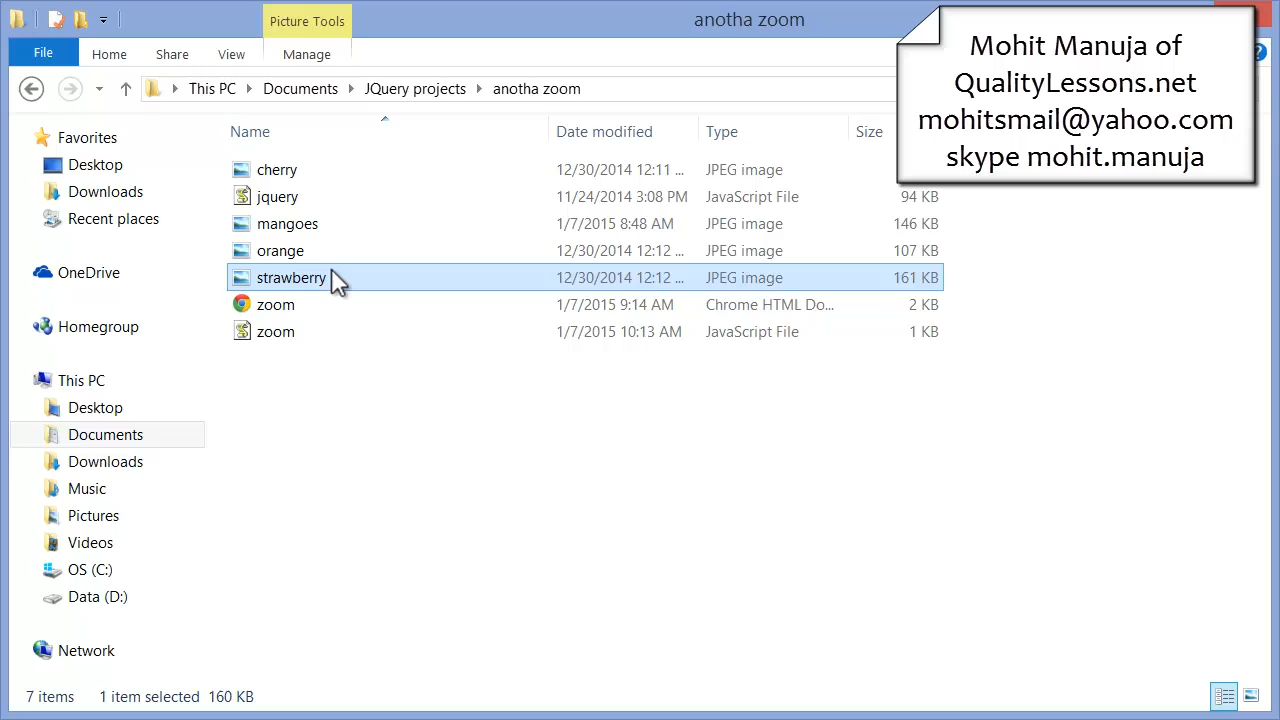 Picture Tools
anotha zoom
File Home Share View Manage
This PC Documents JQuery projects anotha zoom
Mohit Manuja of
QualityLessons.net
mohitsmail@yahoo.com
skype mohit.manuja
Favorites
Desktop
Downloads
Recent places
OneDrive
Homegroup
This PC
Desktop
Documents
Downloads
Music
Pictures
Videos
OS (C:)
Data (D:)
Network
Name Date modified Type Size
cherry 12/30/2014 12:11 ... JPEG image
jquery 11/24/2014 3:08 PM JavaScript File 94 KB
mangoes 1/7/2015 8:48 AM JPEG image 146 KB
orange 12/30/2014 12:12 ... JPEG image 107 KB
strawberry 12/30/2014 12:12 ... JPEG image 161 KB
zoom 1/7/2015 9:14 AM Chrome HTML Do... 2 KB
zoom 1/7/2015 10:13 AM JavaScript File 1 KB
7 items 1 item selected 160 KB